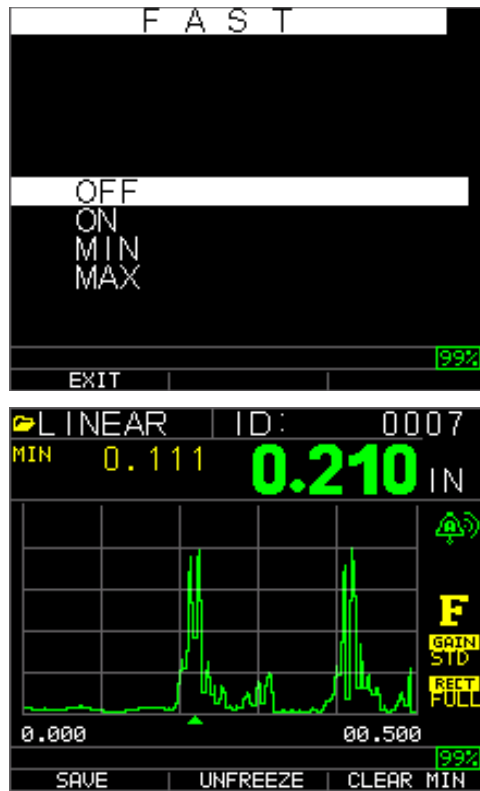 FAST
OFF
ON
MIN
MAX
99%
EXIT
LINEAR ID: 0007
MIN 0.111 0.210 IN
A
F
GAIN
STD
RECT
FULL
0.000 00.500
99%
SAVE UNFREEZE CLEAR MIN